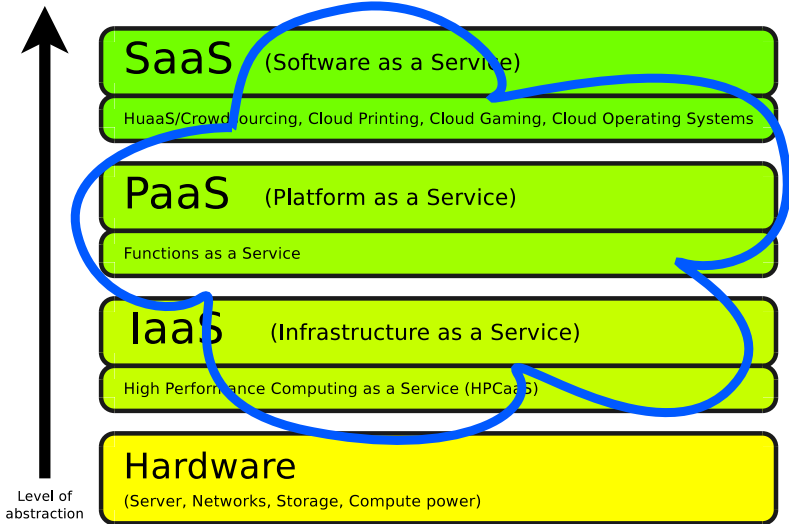 SaaS (Software as a Service)
HuaaS/Crowdsourcing, Cloud Printing, Cloud Gaming, Cloud Operating Systems
PaaS (Platform as a Service)
Functions as a Service
IaaS (Infrastructure as a Service)
High Performance Computing as a Service (HPCaaS)
Hardware
(Server, Networks, Storage, Compute power)
Level of
abstraction